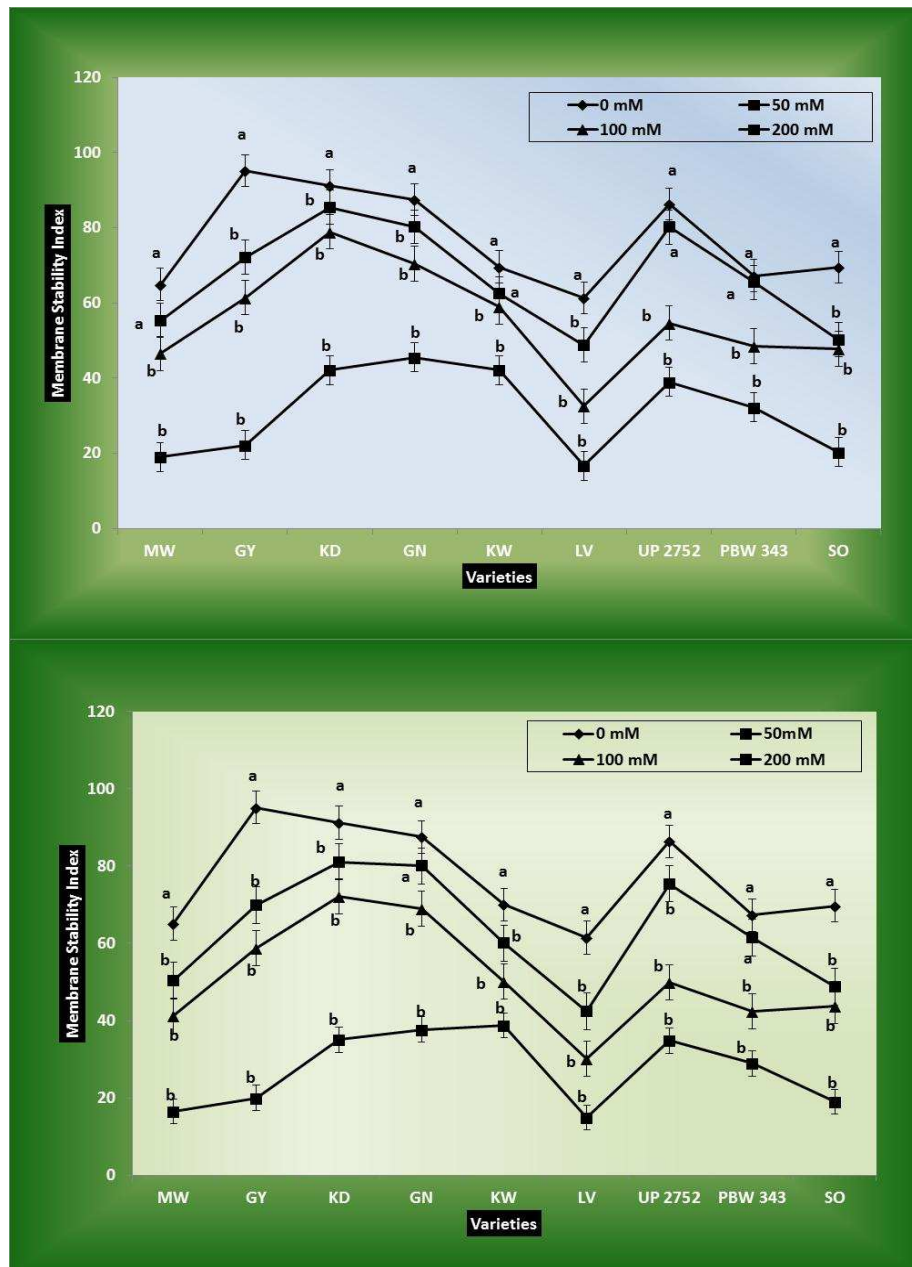 120
0 mM 50 mM
100 mM 200 mM
a a
100
a a
a a a a a
b b
80
b a
b b a
Membrane Stability Index
60
a b b b b b
b b b b
40
b b b b b
b b b
20
b b
0
MW GY KD GN KW LV UP 2752 PBW 343 SO
Varieties
120
0 mM 50mM
100 mM 200 mM
a a
100
a a
b a a a
80
b a b
a b b
Membrane Stability Index
60
b b b a b
b b b b
40
b b b b b
b b b
20
b b b b
0
MW GY KD GN KW LV UP 2752 PBW 343 SO
Varieties